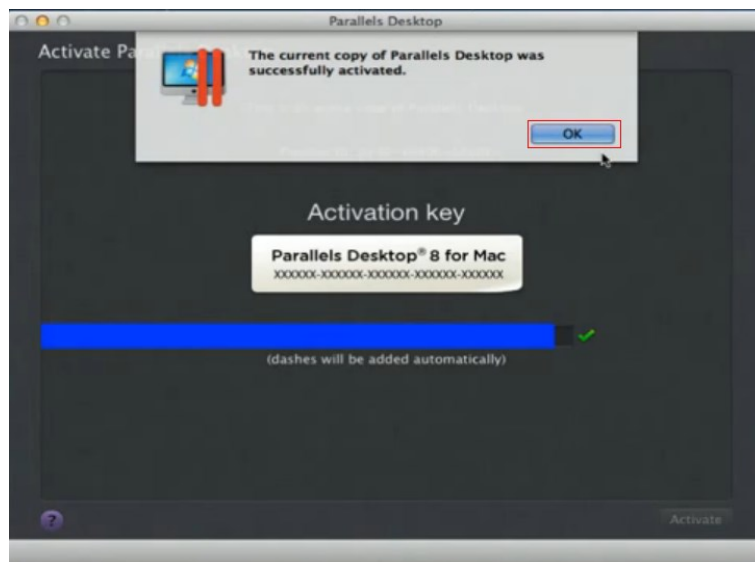 Parallels Desktop
Activate Pa
The current copy of Parallels Desktop was
successfully activated.
OK
Activation key
Parallels Desktop® 8 for Mac
XXXXXX-XXXXXX-XXXXXX-XXXXXX-XXXXXX
(dashes will be added automatically)
?
Activate